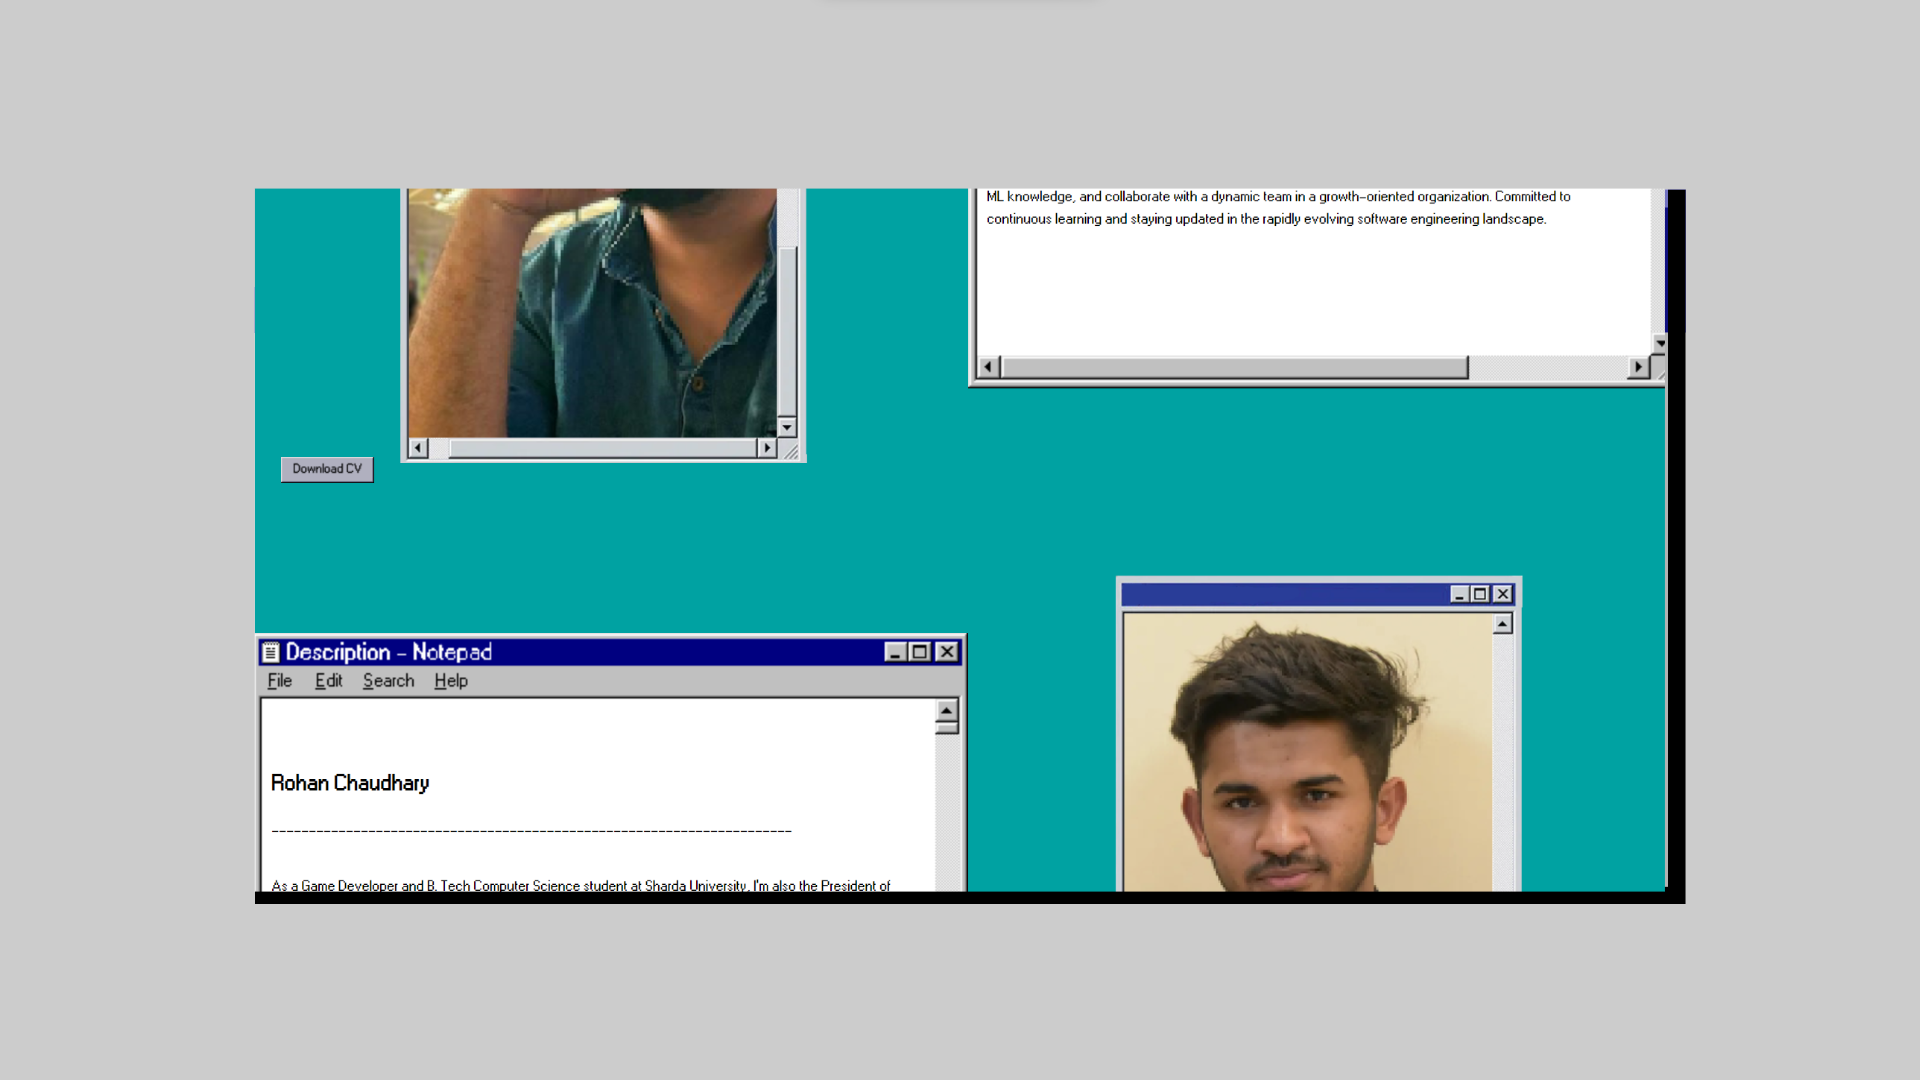 ML knowledge, and collaborate with a dynamic team in a growth-oriented organization. Committed to
continuous learning and staying updated in the rapidly evolving software engineering landscape.
Download CV
Description - Notepad
File Edit Search Help
Rohan Chaudhary
----------------------------------------------------------------------
As a Game Developer and B. Tech Computer Science student at Sharda University, I'm also the President of